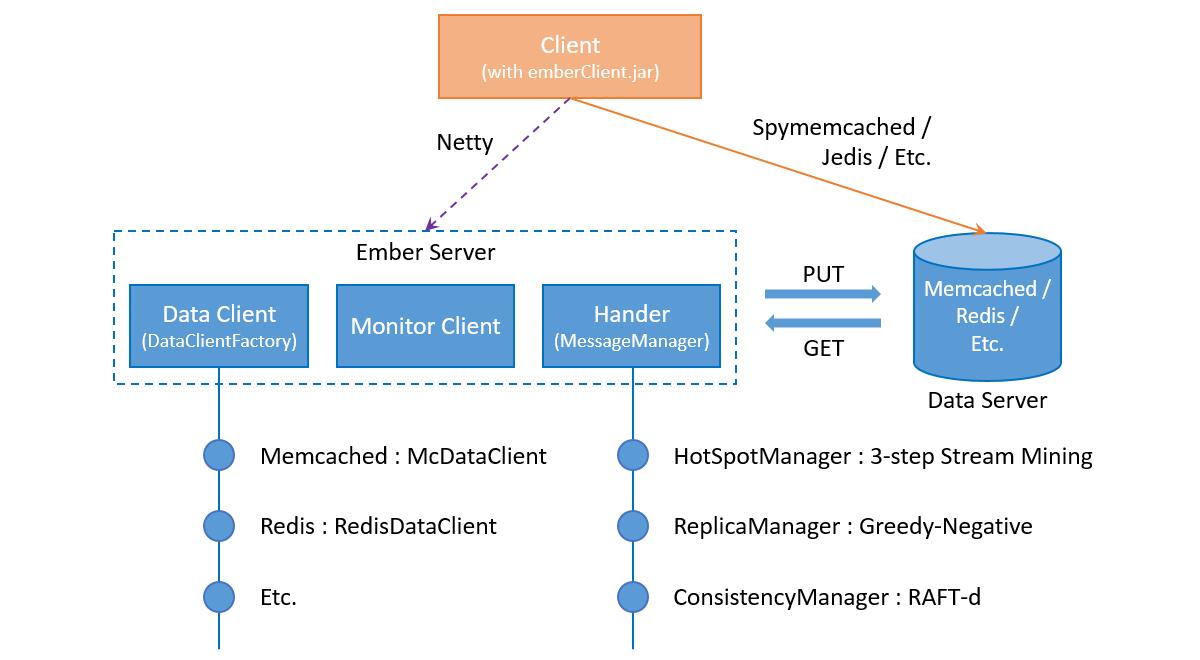 Client
(with emberClient.jar)
Netty
Spymemcached /
Jedis / Etc.
Ember Server
Data Client
(DataClientFactory)
Monitor Client
Hander
(MessageManager)
PUT
GET
Memcached /
Redis /
Etc.
Data Server
Memcached : McDataClient
Redis : RedisDataClient
Etc.
HotSpotManager : 3-step Stream Mining
ReplicaManager : Greedy-Negative
ConsistencyManager : RAFT-d